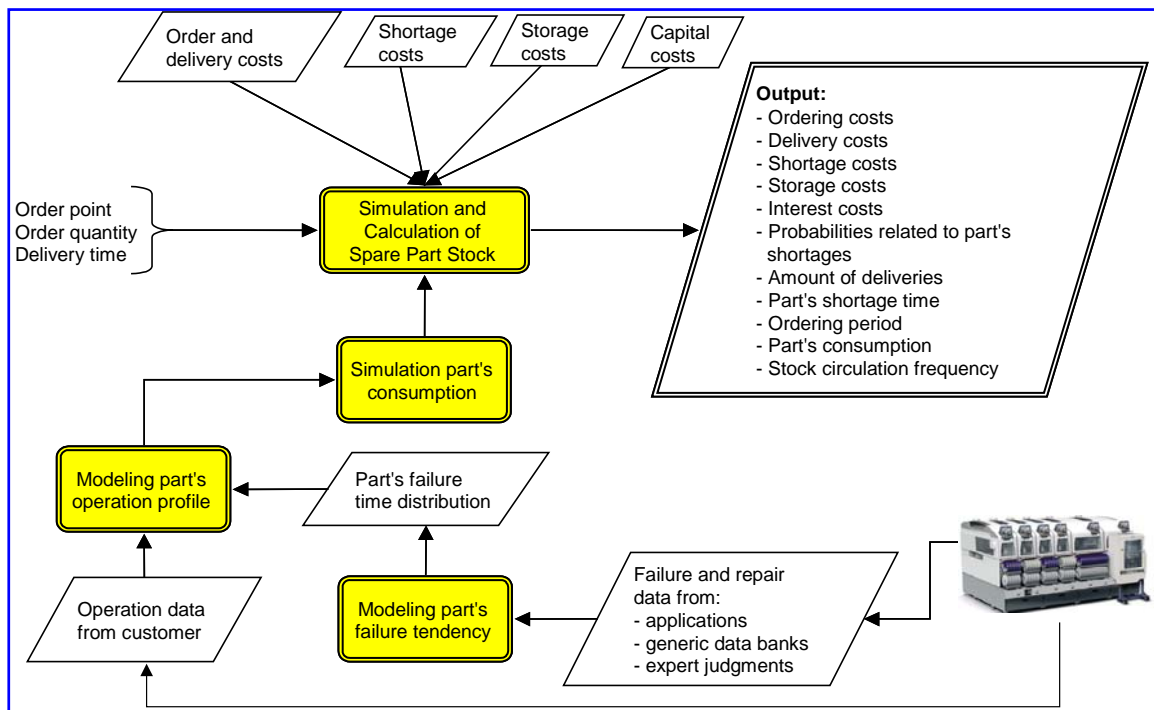 Order and
delivery costs
Shortage
costs
Storage
costs
Capital
costs
Output:
- Ordering costs
- Delivery costs
- Shortage costs
- Storage costs
- Interest costs
- Probabilities related to part's
shortages
- Amount of deliveries
- Part's shortage time
- Ordering period
- Part's consumption
- Stock circulation frequency
Order point
Order quantity
Delivery time
Simulation and
Calculation of
Spare Part Stock
Simulation part's
consumption
Modeling part's
operation profile
Part's failure
time distribution
Operation data
from customer
Modeling part's
failure tendency
Failure and repair
data from:
- applications
- generic data banks
- expert judgments